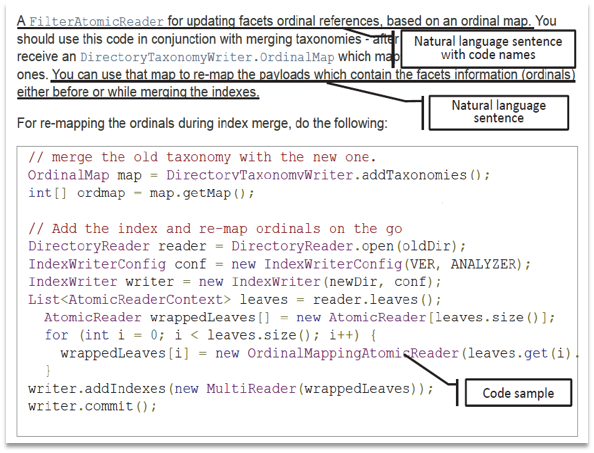 A FilterAtomicReader for updating facets ordinal references, based on an ordinal map. You
should use this code in conjunction with merging taxonomies - after
receive an DirectoryTaxonomyWriter.OrdinalMap which map
ones. You can use that map to re-map the payloads which contain the facets information (ordinals)
either before or while merging the indexes.
Natural language sentence
with code names
Natural language
sentence
For re-mapping the ordinals during index merge, do the following:
// merge the old taxonomy with the new one.
OrdinalMap map = DirectoryTaxonomyWriter.addTaxonomies();
int[] ordmap = map.getMap();
// Add the index and re-map ordinals on the go
DirectoryReader reader = DirectoryReader.open(oldDir);
IndexWriterConfig conf = new IndexWriterConfig(VER, ANALYZER);
IndexWriter writer = new IndexWriter(newDir, conf);
List<AtomicReaderContext> leaves = reader.leaves();
AtomicReader wrappedLeaves[] = new AtomicReader[leaves.size()];
for (int i = 0; i < leaves.size(); i++) {
wrappedLeaves[i] = new OrdinalMappingAtomicReader(leaves.get(i).
}
writer.addIndexes(new MultiReader(wrappedLeaves));
writer.commit();
Code sample